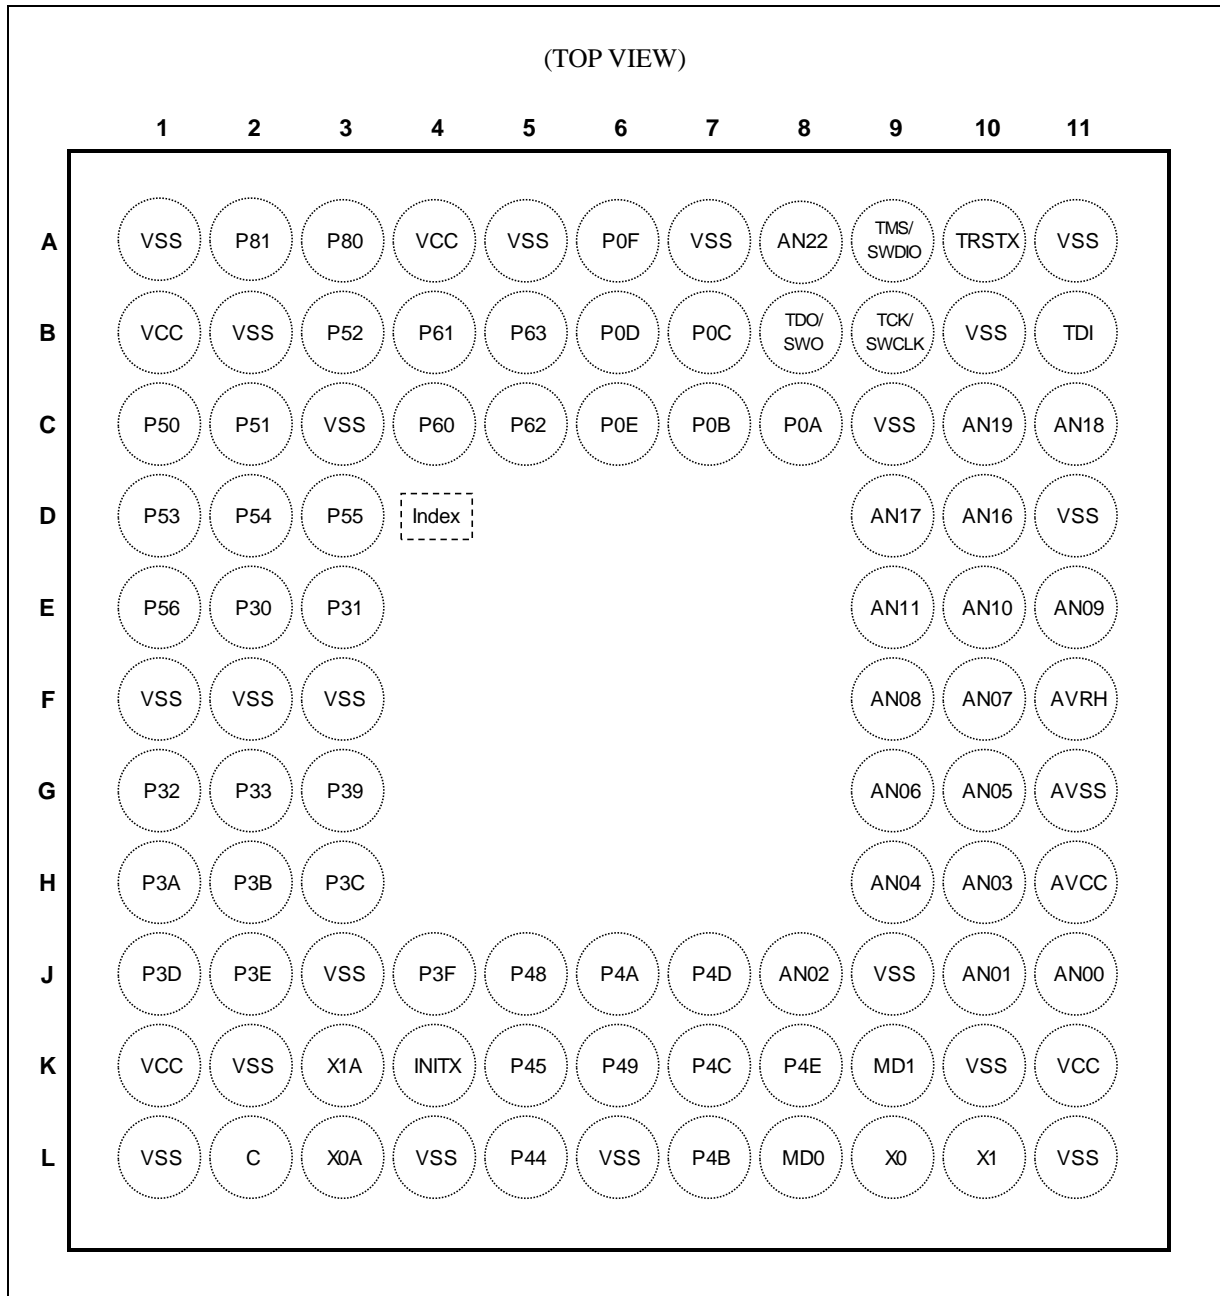 (TOP VIEW)
1 2 3 4 5 6 7 8 9 10 11
A VSS P81 P80 VCC VSS P0F VSS AN22 TMS/SWDIO TRSTX VSS
B VCC VSS P52 P61 P63 P0D P0C TDO/SWO TCK/SWCLK VSS TDI
C P50 P51 VSS P60 P62 P0E P0B P0A VSS AN19 AN18
D P53 P54 P55 Index AN17 AN16 VSS
E P56 P30 P31 AN11 AN10 AN09
F VSS VSS VSS AN08 AN07 AVRH
G P32 P33 P39 AN06 AN05 AVSS
H P3A P3B P3C AN04 AN03 AVCC
J P3D P3E VSS P3F P48 P4A P4D AN02 VSS AN01 AN00
K VCC VSS X1A INITX P45 P49 P4C P4E MD1 VSS VCC
L VSS C X0A VSS P44 VSS P4B MD0 X0 X1 VSS